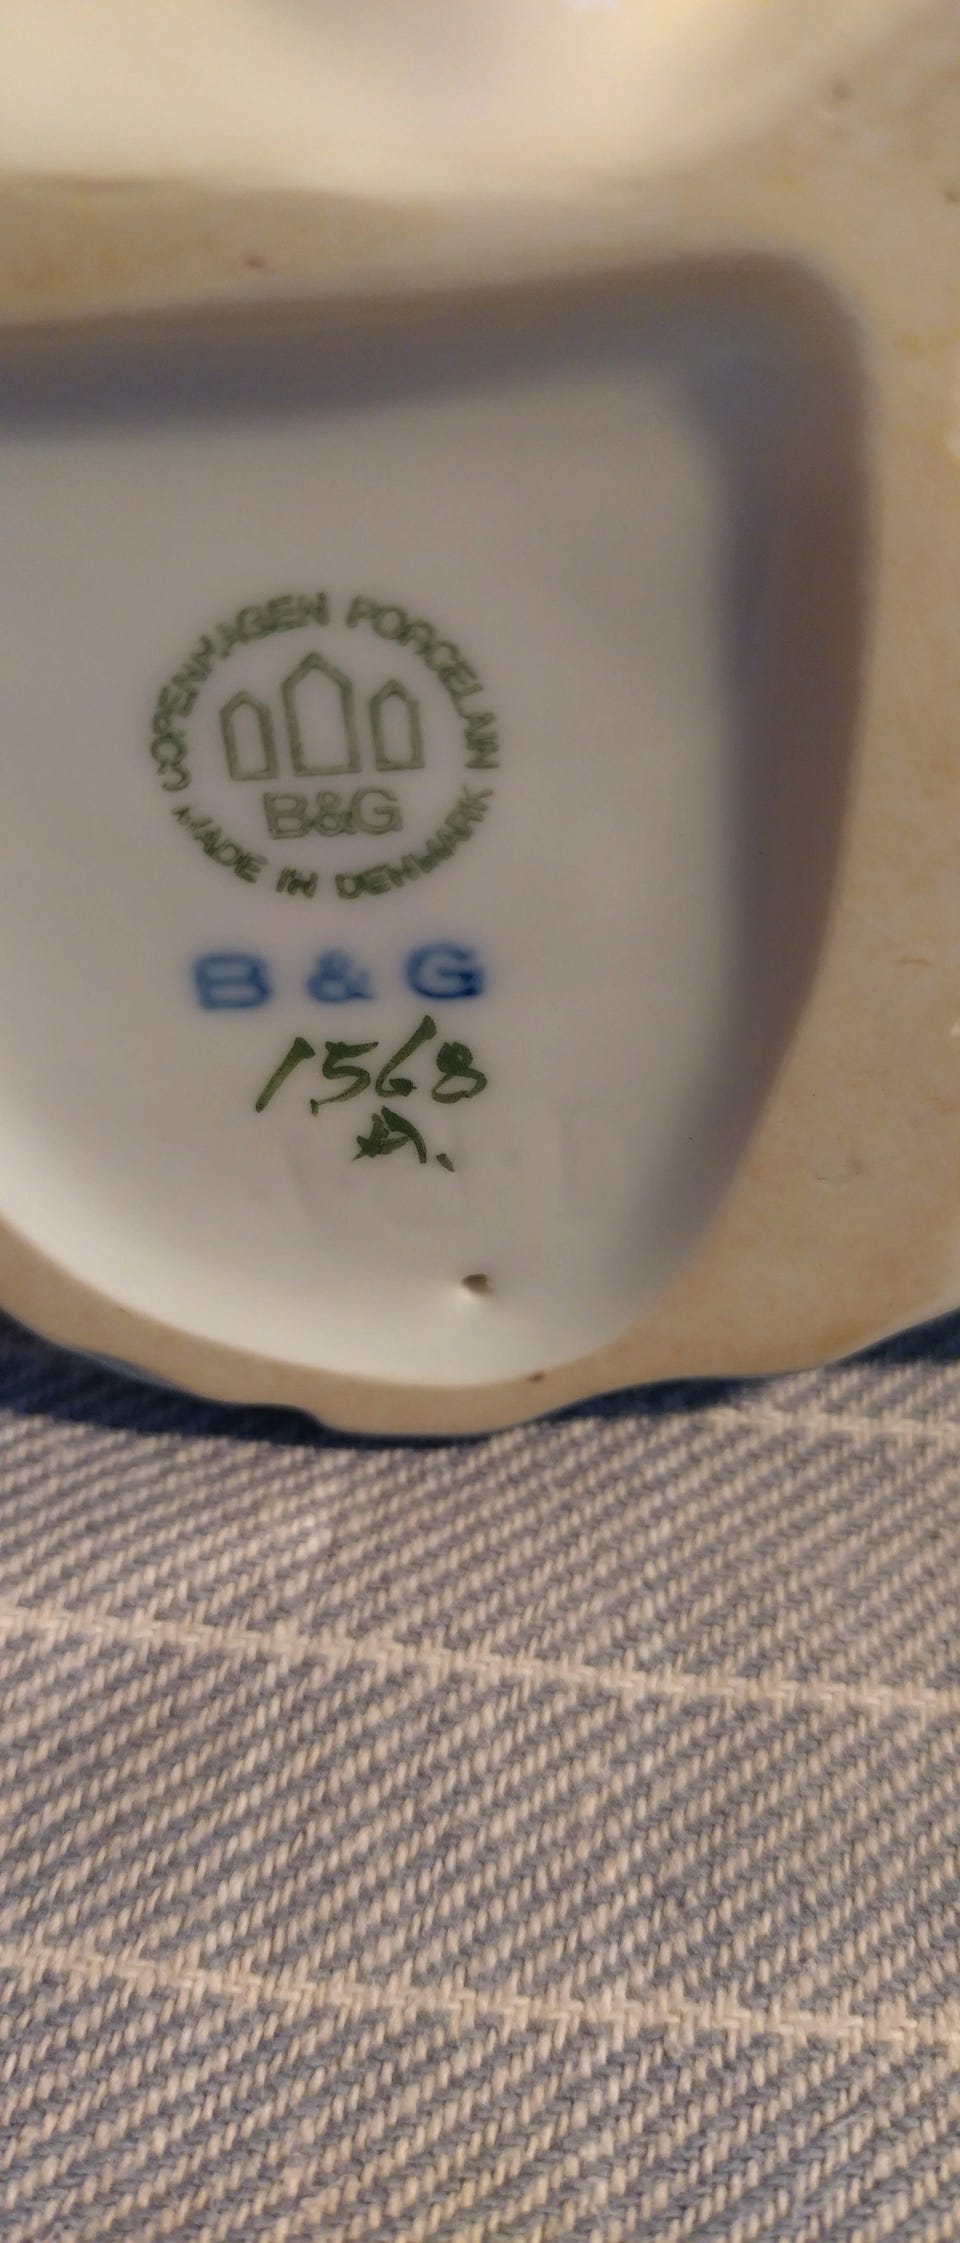 COPENHAGEN PORCELAIN
B&G
MADE IN DENMARK
B & G
1568
A.